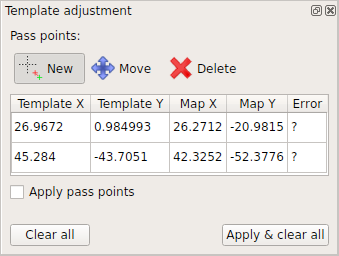 Template adjustment
Pass points:
New Move Delete
Template X Template Y Map X Map Y Error
26.9672 0.984993 26.2712 -20.9815 ?
45.284 -43.7051 42.3252 -52.3776 ?
Apply pass points
Clear all Apply & clear all